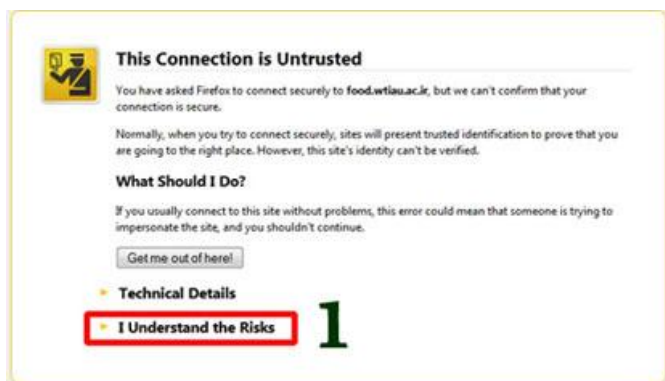 This Connection is Untrusted
You have asked Firefox to connect securely to food.wtiau.ac.ir, but we can't confirm that your
connection is secure.
Normally, when you try to connect securely, sites will present trusted identification to prove that you
are going to the right place. However, this site's identity can't be verified.
What Should I Do?
If you usually connect to this site without problems, this error could mean that someone is trying to
impersonate the site, and you shouldn't continue.
Get me out of here!
Technical Details
I Understand the Risks
1